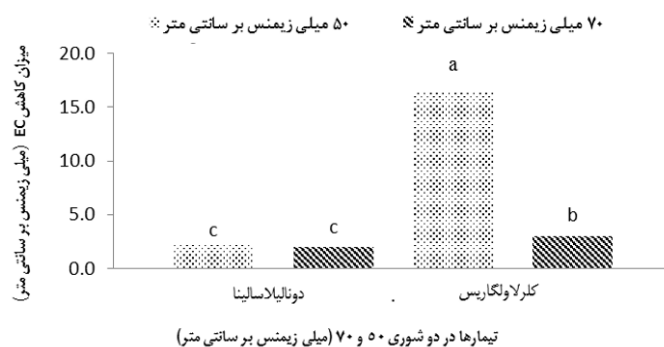 ۵۰ میلی زیمنس بر سانتی متر ۷۰ میلی زیمنس بر سانتی متر
میزان کاهش EC (میلی زیمنس بر سانتی متر)
20.0
15.0
10.0
5.0
0.0
c c a b
دونالیلاسالینا کلرلاولگاریس
تیمارها در دو شوری ۵۰ و ۷۰ (میلی زیمنس بر سانتی متر)